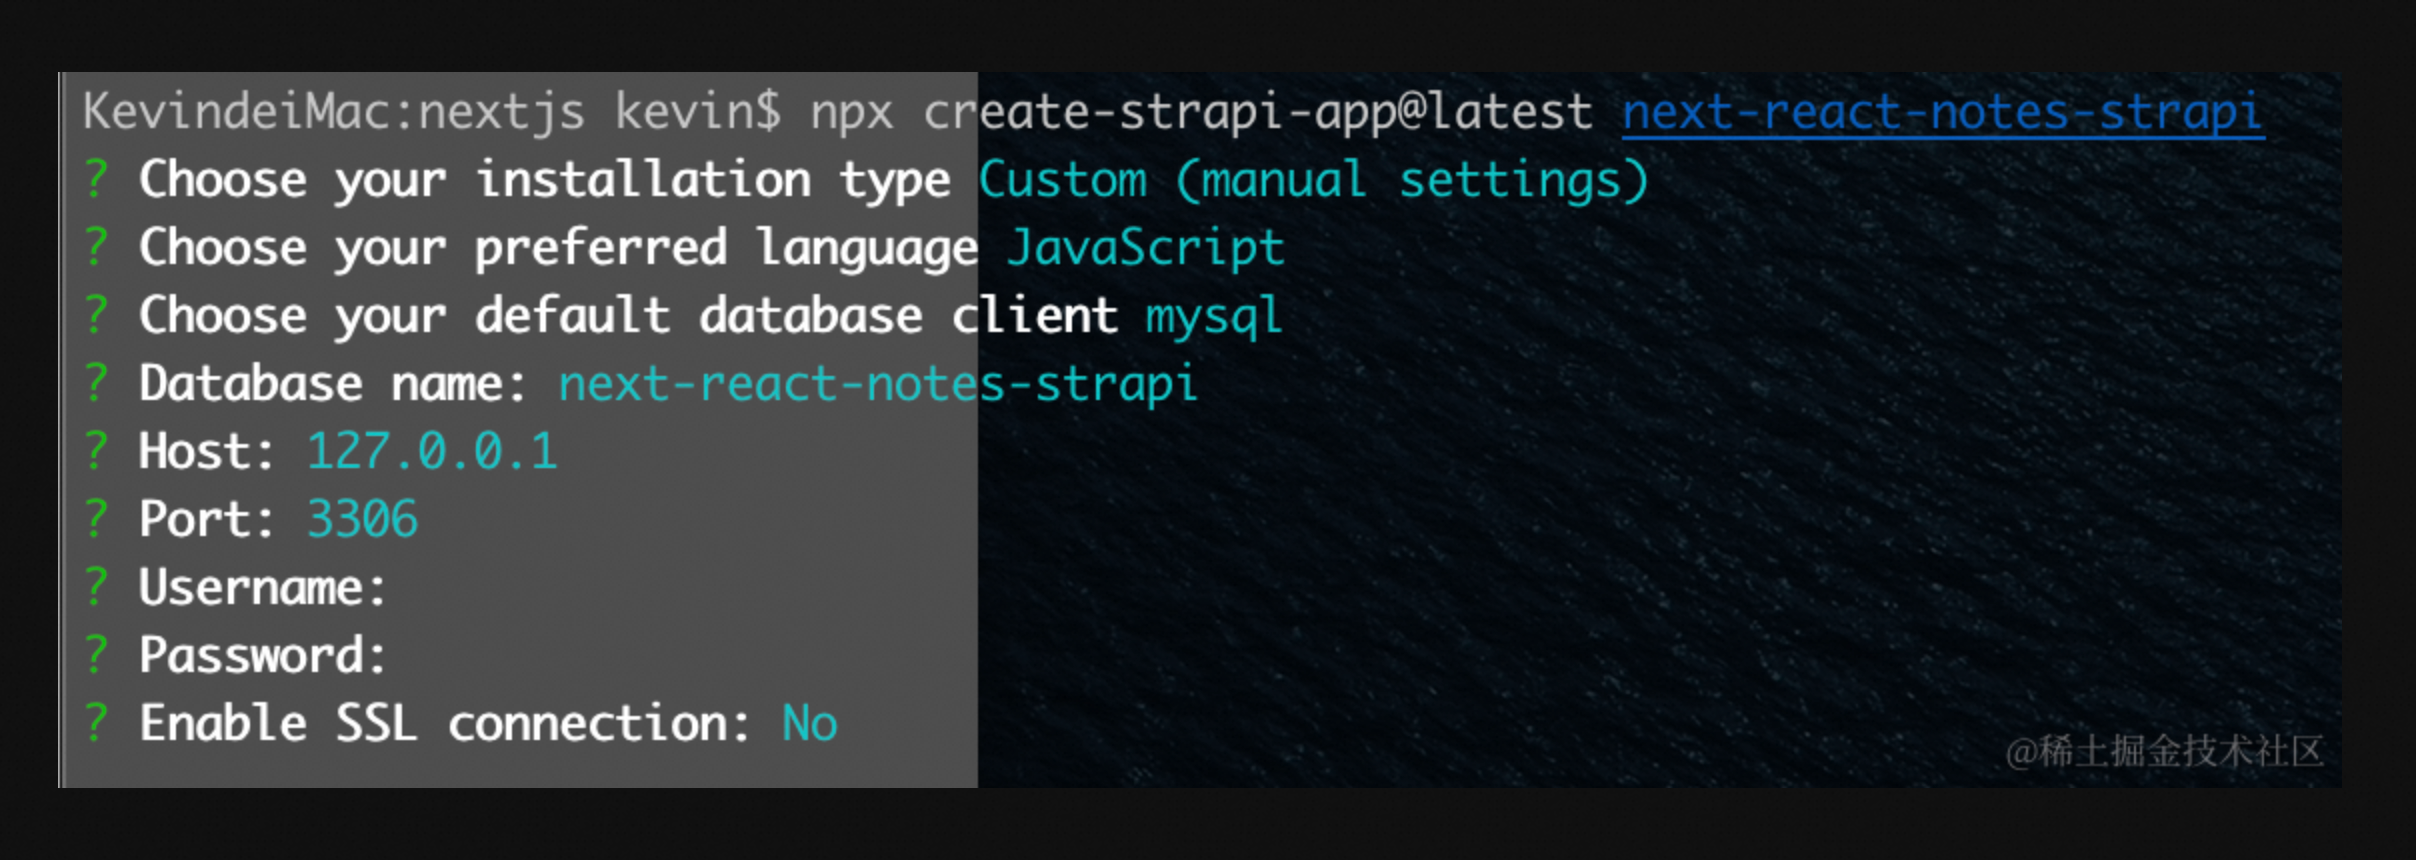 KevindeiMac:nextjs kevin$ npx create-strapi-app@latest next-react-notes-strapi
? Choose your installation type Custom (manual settings)
? Choose your preferred language JavaScript
? Choose your default database client mysql
? Database name: next-react-notes-strapi
? Host: 127.0.0.1
? Port: 3306
? Username:
? Password:
? Enable SSL connection: No
@稀土掘金技术社区